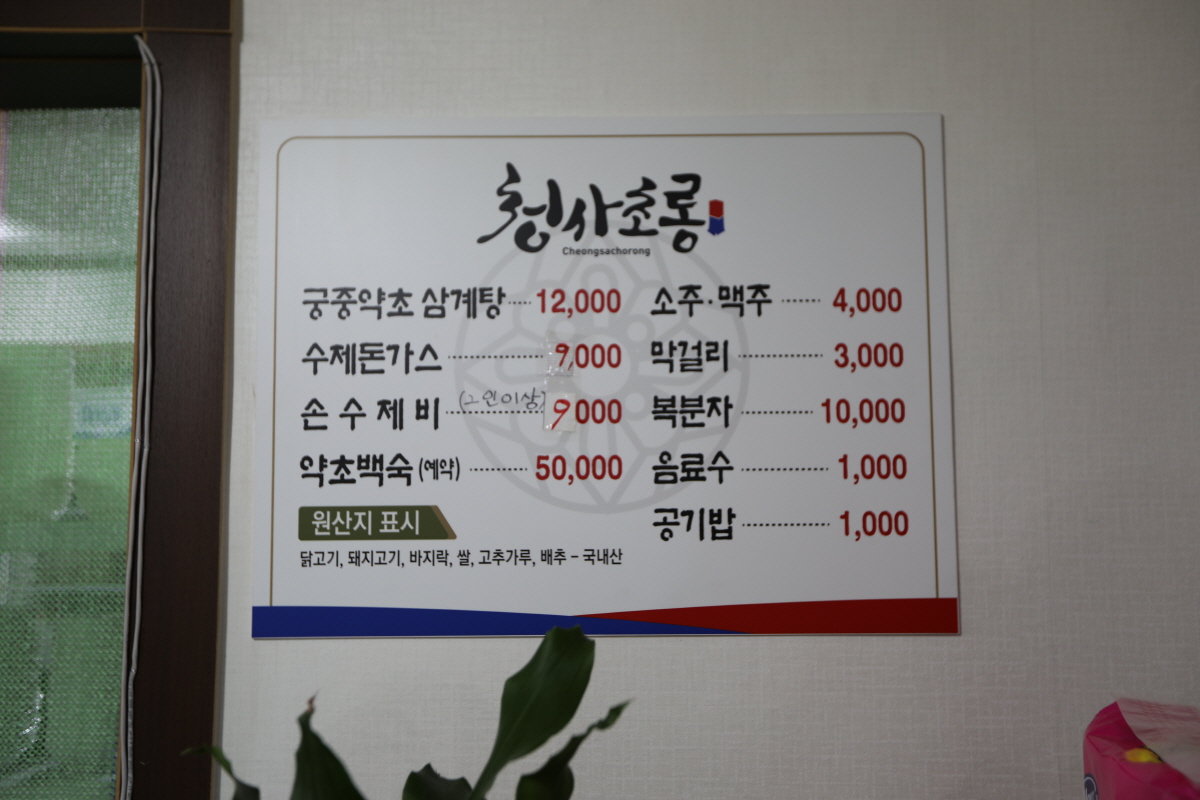 청사초롱
Cheongsachorong
궁중약초 삼계탕 12,000
수제돈가스 9,000
손수제비 (2인이상) 9000
약초백숙 (예약) 50,000
소주·맥주 4,000
막걸리 3,000
복분자 10,000
음료수 1,000
공기밥 1,000
원산지 표시
닭고기, 돼지고기, 바지락, 쌀, 고추가루, 배추 – 국내산